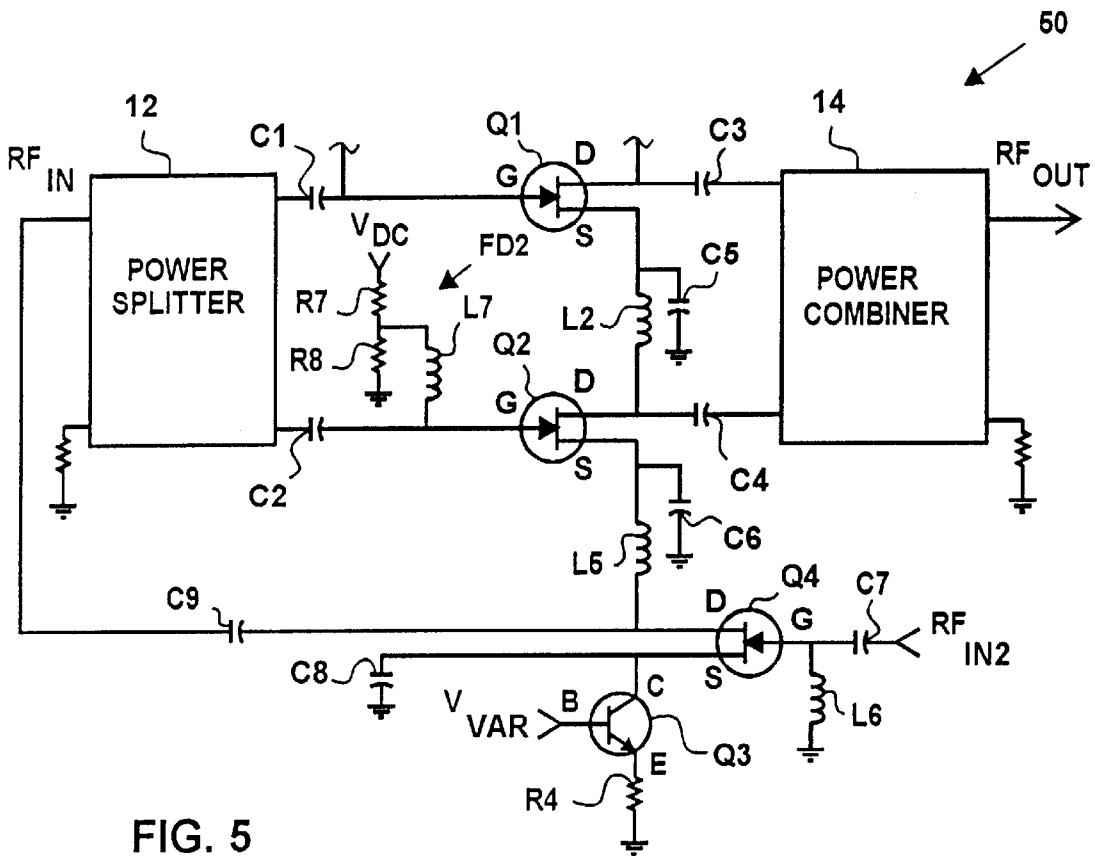 50
12
C1
Q1
D
C3
14
RF IN
G
RF OUT
S
V DC
FD2
C5
POWER SPLITTER
R7
L7
L2
POWER COMBINER
R8
Q2
D
G
S
C2
C4
C6
L5
C9
D
Q4
C7
G
RF IN2
C8
S
V VAR
B
C
L6
Q3
E
R4
FIG. 5